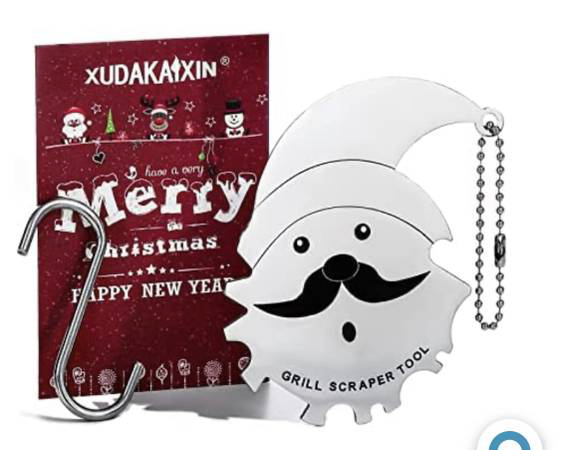 XUDAKAIXIN®
have a very
Merry
Christmas
HAPPY NEW YEAR
GRILL SCRAPER TOOL